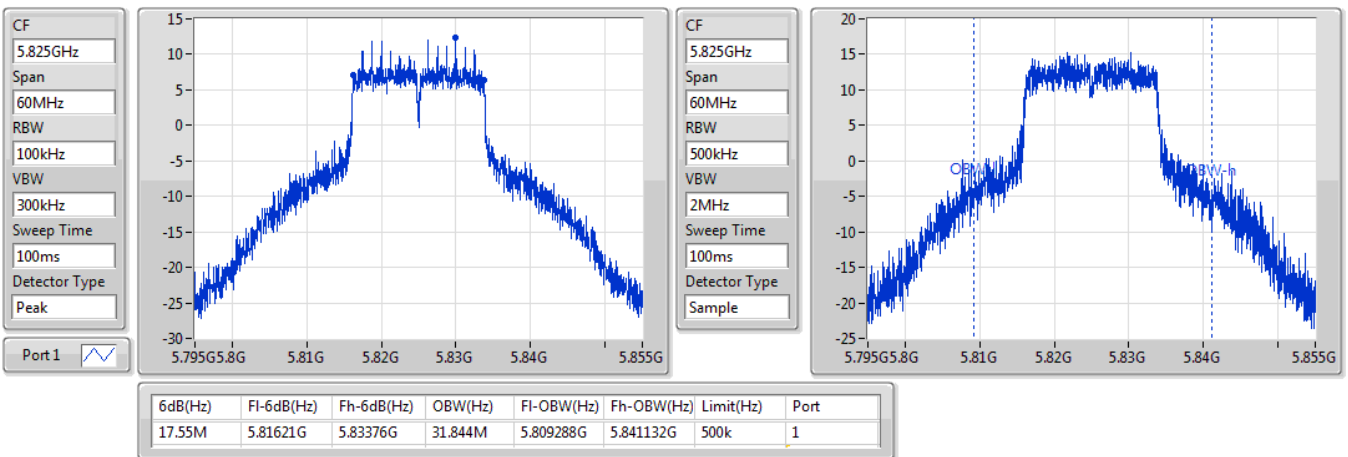 CF
5.825GHz
Span
60MHz
RBW
100kHz
VBW
300kHz
Sweep Time
100ms
Detector Type
Peak
Port 1
15
10
5
0
-5
-10
-15
-20
-25
-30
5.795G 5.8G 5.81G 5.82G 5.83G 5.84G 5.855G
CF
5.825GHz
Span
60MHz
RBW
500kHz
VBW
2MHz
Sweep Time
100ms
Detector Type
Sample
20
15
10
5
0
-5
-10
-15
-20
-25
OBW-h
5.795G 5.8G 5.81G 5.82G 5.83G 5.84G 5.855G
6dB(Hz) Fl-6dB(Hz) Fh-6dB(Hz) OBW(Hz) Fl-OBW(Hz) Fh-OBW(Hz) Limit(Hz) Port
17.55M 5.81621G 5.83376G 31.844M 5.809288G 5.841132G 500k 1